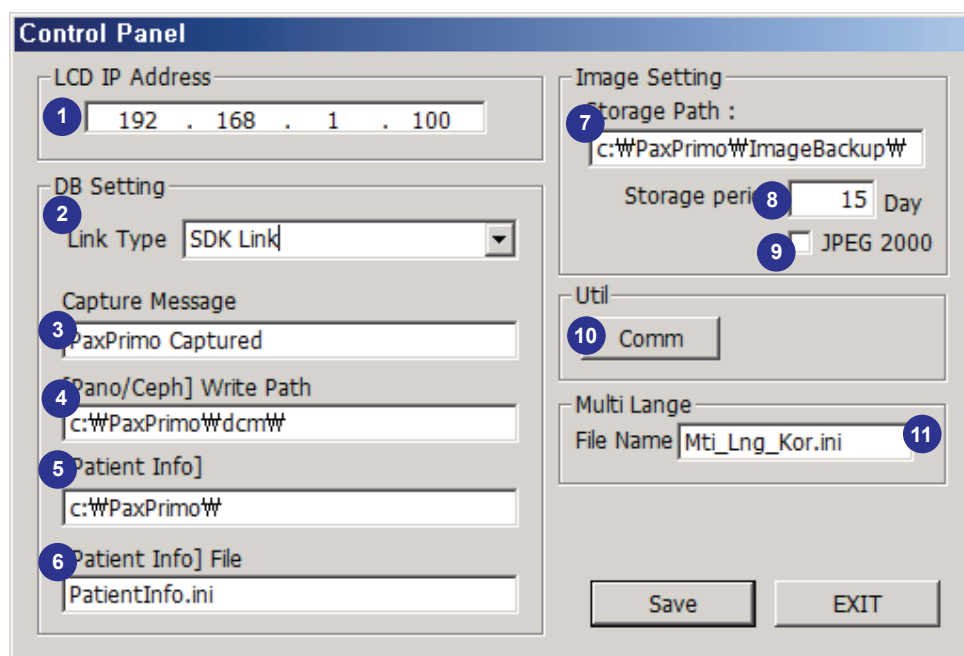 Control Panel
LCD IP Address
1 192 . 168 . 1 . 100
DB Setting
2
Link Type SDK Link
Capture Message
3 PaxPrimo Captured
[Pano/Ceph] Write Path
4 c:₩PaxPrimo₩dcm₩
5 Patient Info]
c:₩PaxPrimo₩
6 Patient Info] File
PatientInfo.ini
Image Setting
7 Storage Path :
c:₩PaxPrimo₩ImageBackup₩
Storage peri 8 15 Day
9 JPEG 2000
Util
10 Comm
Multi Lange
File Name Mti_Lng_Kor.ini 11
Save EXIT